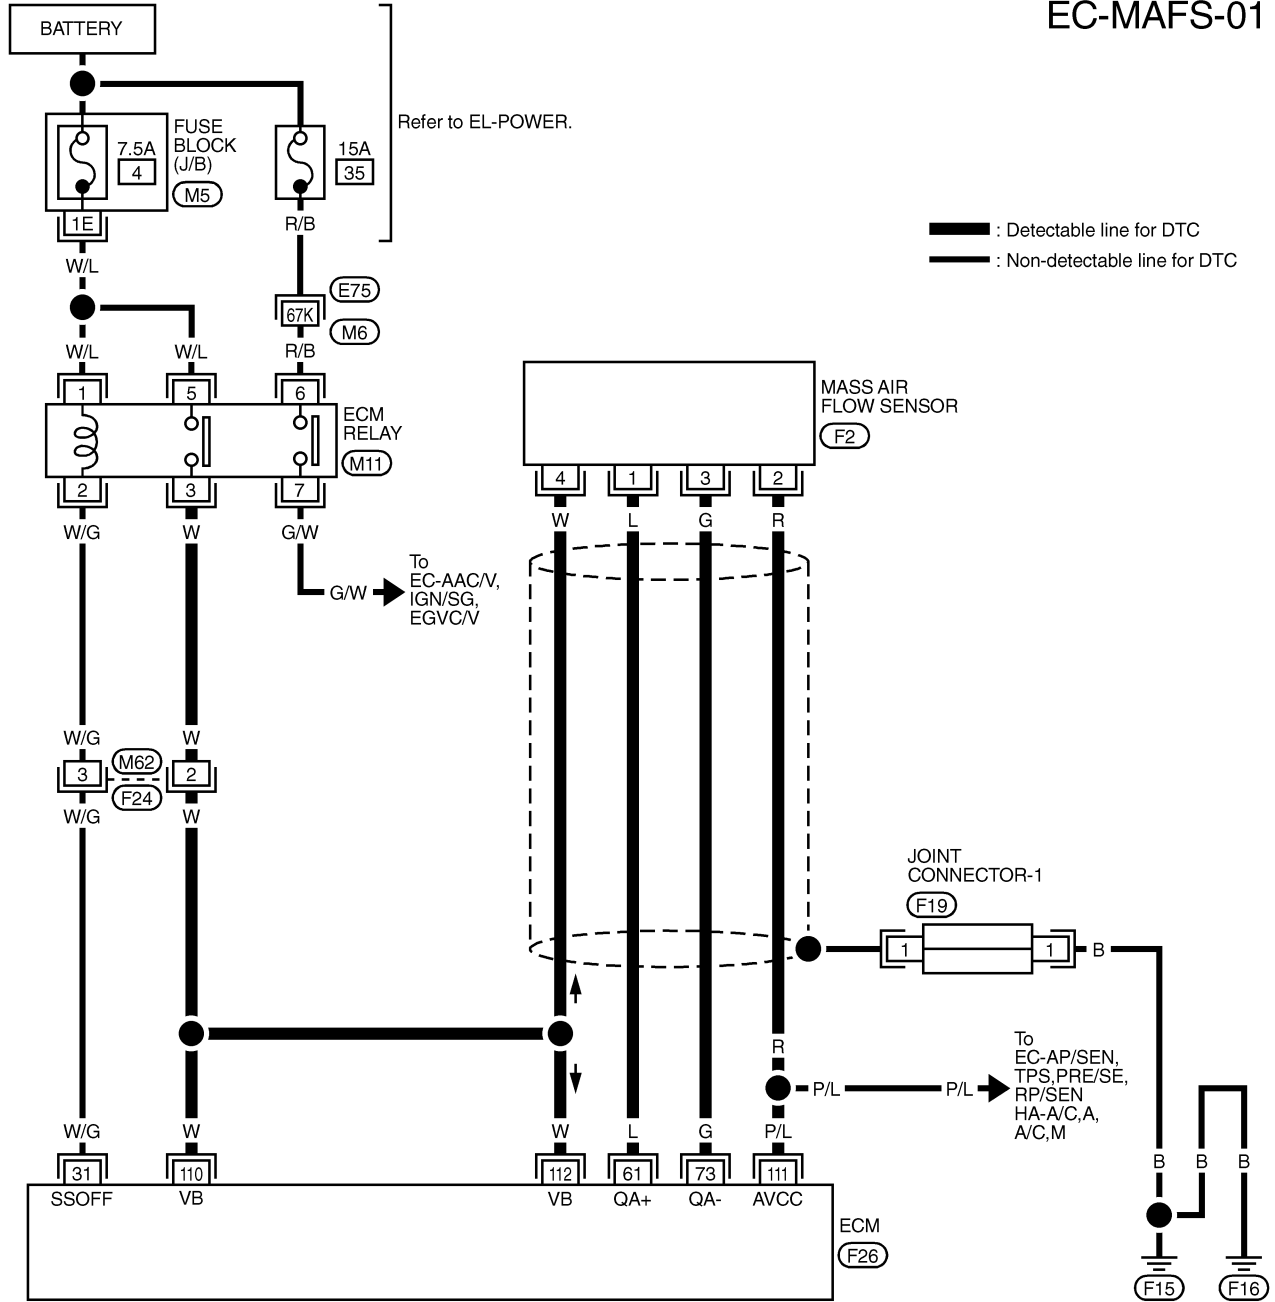 EC-MAFS-01
BATTERY
Refer to EL-POWER.
FUSE
BLOCK
(J/B)
M5
7.5A
4
15A
35
1E
R/B
W/L
E75
67K
M6
W/L
W/L
R/B
: Detectable line for DTC
: Non-detectable line for DTC
1
5
6
ECM
RELAY
M11
2
3
7
MASS AIR
FLOW SENSOR
F2
4
1
3
2
W/G
W
G/W
W
L
G
R
G/W
To
EC-AAC/V,
IGN/SG,
EGVC/V
W/G
W
3
M62
2
F24
W/G
W
JOINT
CONNECTOR-1
F19
1
1
B
R
P/L
P/L
To
EC-AP/SEN,
TPS,PRE/SE,
RP/SEN
HA-A/C,A,
A/C,M
W/G
W
W
L
G
P/L
B
B
B
31
110
112
61
73
111
SSOFF
VB
VB
QA+
QA-
AVCC
ECM
F26
F15
F16